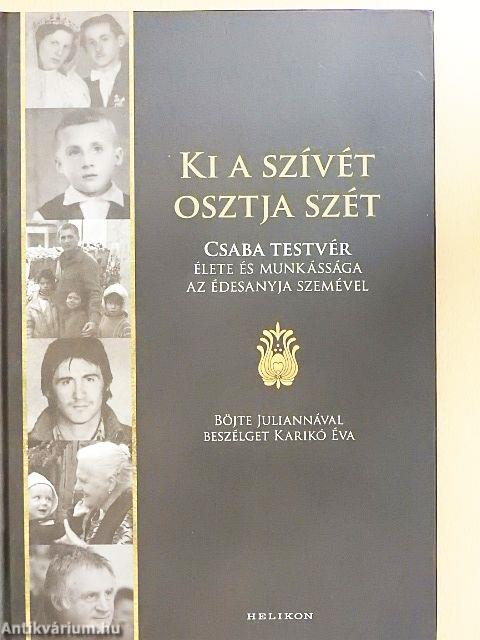 KI A SZÍVÉT
OSZTJA SZÉT
CSABA TESTVÉR
ÉLETE ÉS MUNKÁSSÁGA
AZ ÉDESANYJA SZEMÉVEL
BÖJTE JULIANNÁVAL
BESZÉLGET KARIKÓ ÉVA
HELIKON
Antikvárium.hu